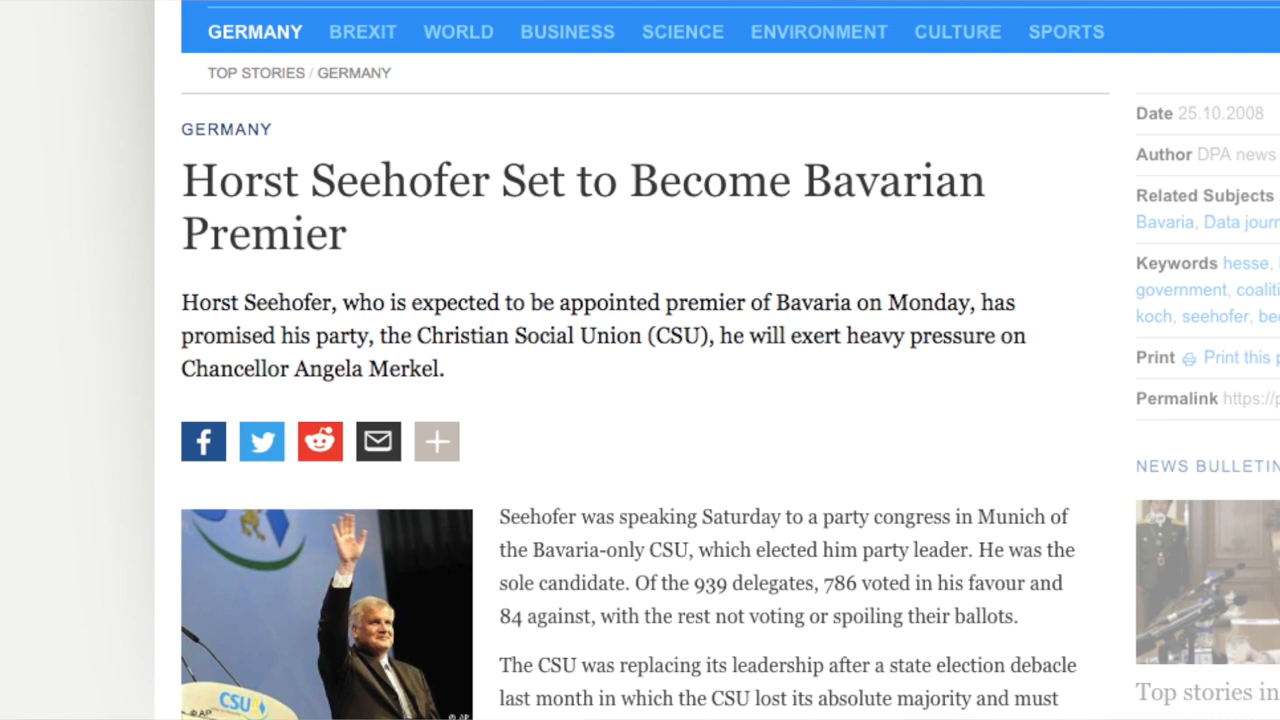 GERMANY BREXIT WORLD BUSINESS SCIENCE ENVIRONMENT CULTURE SPORTS
TOP STORIES / GERMANY
GERMANY
Horst Seehofer Set to Become Bavarian
Premier
Horst Seehofer, who is expected to be appointed premier of Bavaria on Monday, has
promised his party, the Christian Social Union (CSU), he will exert heavy pressure on
Chancellor Angela Merkel.
Seehofer was speaking Saturday to a party congress in Munich of
the Bavaria-only CSU, which elected him party leader. He was the
sole candidate. Of the 939 delegates, 786 voted in his favour and
84 against, with the rest not voting or spoiling their ballots.
The CSU was replacing its leadership after a state election debacle
last month in which the CSU lost its absolute majority and must
CSU
© AP
© AP
Date 25.10.2008
Author DPA news
Related Subjects
Bavaria, Data jour
Keywords hesse,
government, coaliti
koch, seehofer, be
Print Print this
Permalink https://
NEWS BULLETIN
Top stories in